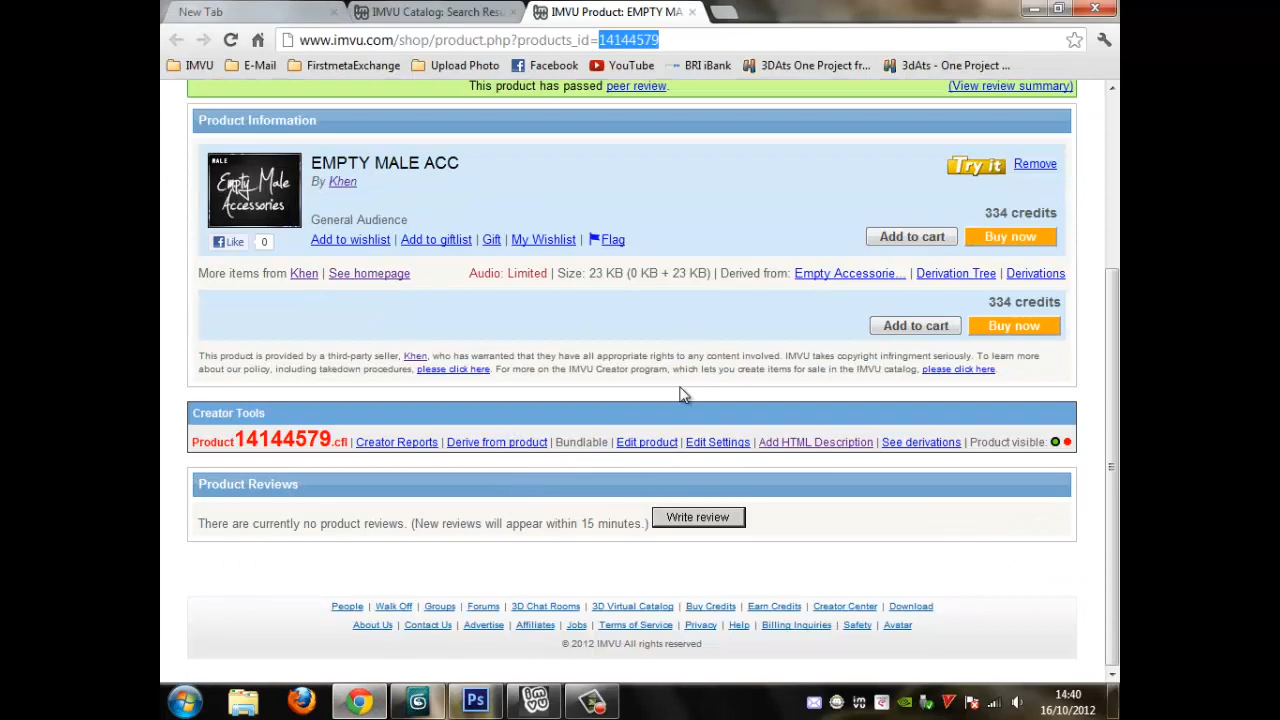 New Tab
IMVU Catalog: Search Resu
IMVU Product: EMPTY MA
www.imvu.com/shop/product.php?products_id=14144579
IMVU
E-Mail
FirstmetaExchange
Upload Photo
Facebook
YouTube
BRI iBank
3DAts One Project fr...
3dAts - One Project ...
This product has passed peer review.
(View review summary)
Product Information
MALE
Empty Male
Accessories
EMPTY MALE ACC
By Khen
Try it Remove
General Audience
334 credits
Like 0
Add to wishlist | Add to giftlist | Gift | My Wishlist | Flag
Add to cart Buy now
More items from Khen | See homepage
Audio: Limited | Size: 23 KB (0 KB + 23 KB) | Derived from: Empty Accessorie... | Derivation Tree | Derivations
334 credits
Add to cart Buy now
This product is provided by a third-party seller, Khen, who has warranted that they have all appropriate rights to any content involved. IMVU takes copyright infringment seriously. To learn more
about our policy, including takedown procedures, please click here. For more on the IMVU Creator program, which lets you create items for sale in the IMVU catalog, please click here.
Creator Tools
Product 14144579.cfl | Creator Reports | Derive from product | Bundlable | Edit product | Edit Settings | Add HTML Description | See derivations | Product visible:
Product Reviews
There are currently no product reviews. (New reviews will appear within 15 minutes.) Write review
People | Walk Off | Groups | Forums | 3D Chat Rooms | 3D Virtual Catalog | Buy Credits | Earn Credits | Creator Center | Download
About Us | Contact Us | Advertise | Affiliates | Jobs | Terms of Service | Privacy | Help | Billing Inquiries | Safety | Avatar
© 2012 IMVU All rights reserved
Ps
imvu
14:40
16/10/2012